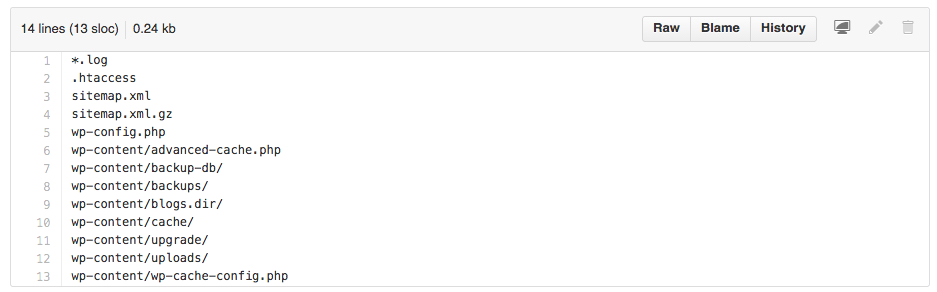 14 lines (13 sloc) 0.24 kb Raw Blame History
1 *.log
2 .htaccess
3 sitemap.xml
4 sitemap.xml.gz
5 wp-config.php
6 wp-content/advanced-cache.php
7 wp-content/backup-db/
8 wp-content/backups/
9 wp-content/blogs.dir/
10 wp-content/cache/
11 wp-content/upgrade/
12 wp-content/uploads/
13 wp-content/wp-cache-config.php